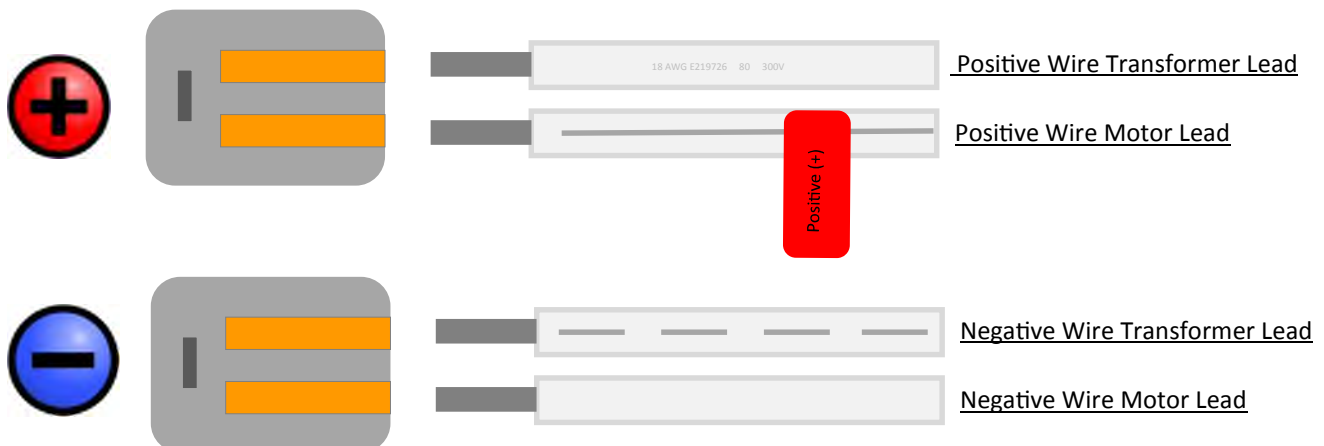 18 AWG E219726 80 300V
Positive Wire Transformer Lead
Positive Wire Motor Lead
Positive (+)
Negative Wire Transformer Lead
Negative Wire Motor Lead